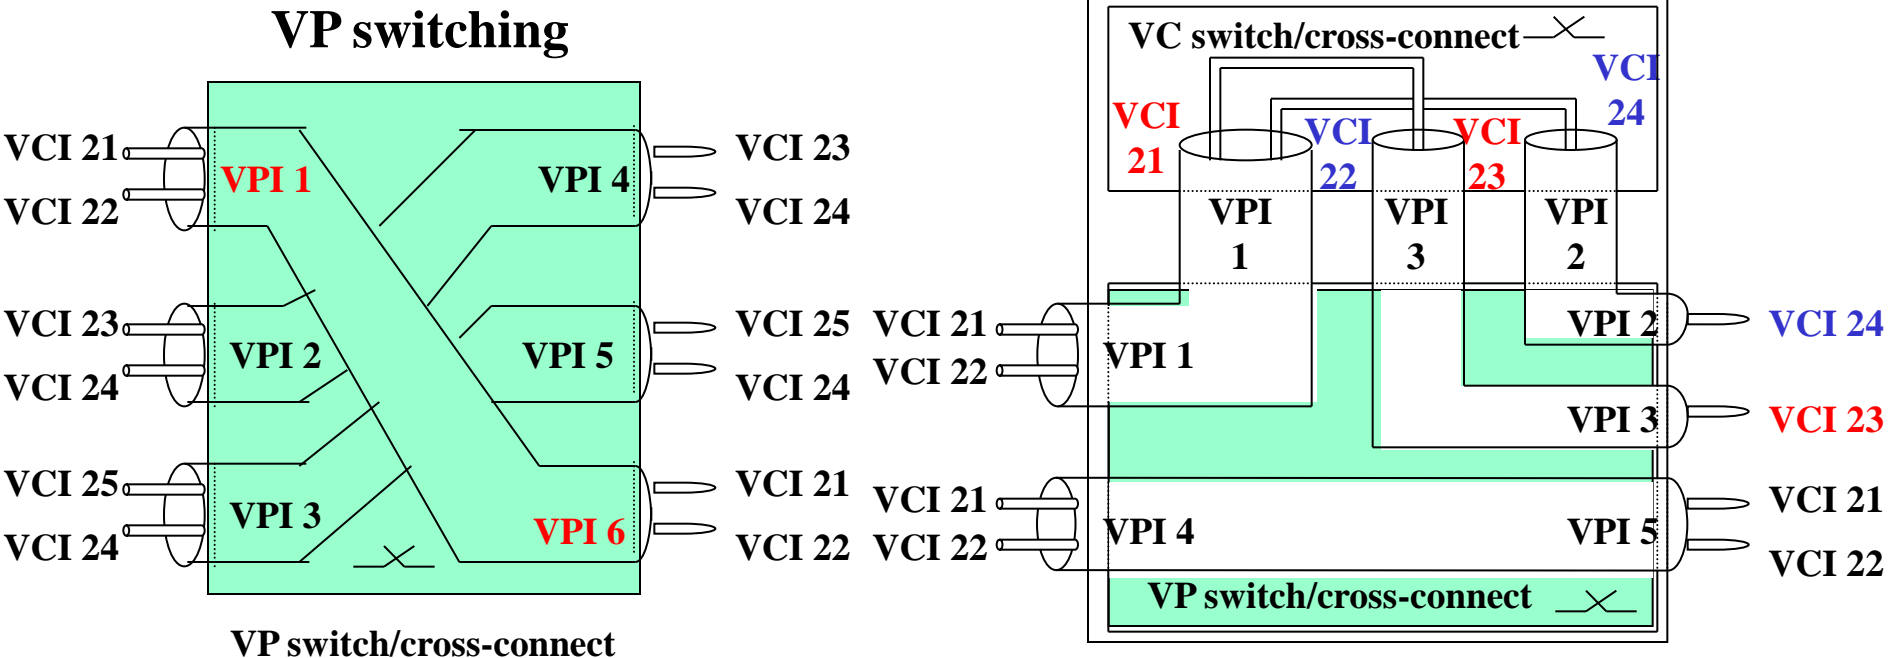 VP switching
VCI 21
VCI 22
VPI 1
VPI 4
VCI 23
VCI 24
VCI 23
VCI 24
VPI 2
VPI 5
VCI 25
VCI 24
VCI 25
VCI 24
VPI 3
VPI 6
VCI 21
VCI 22
VP switch/cross-connect
VC switch/cross-connect
VCI
21
VCI
22
VCI
23
VCI
24
VPI
1
VPI
3
VPI
2
VCI 21
VCI 22
VPI 1
VPI 2
VCI 24
VPI 3
VCI 23
VCI 21
VCI 22
VPI 4
VPI 5
VCI 21
VCI 22
VP switch/cross-connect